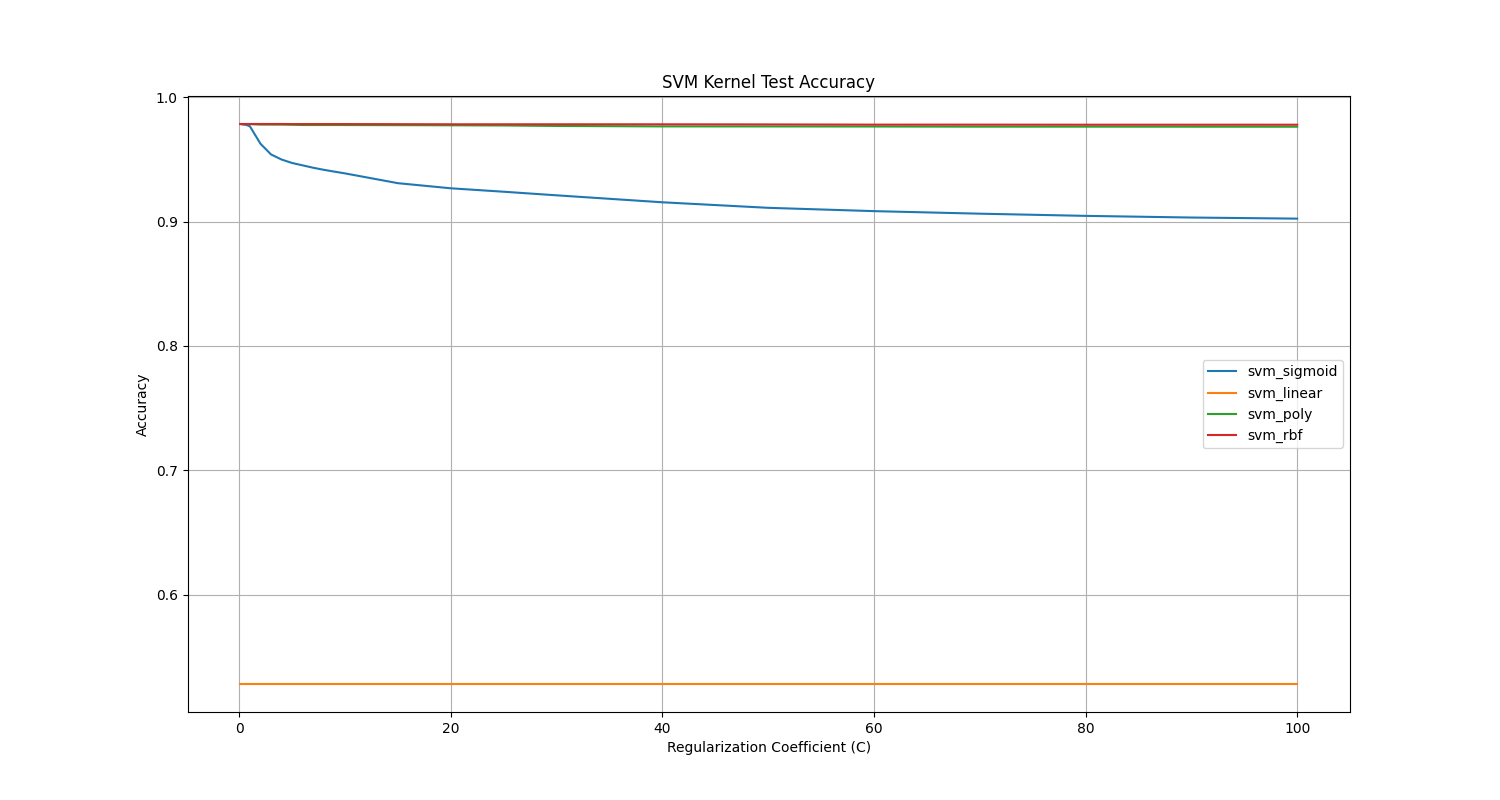 SVM Kernel Test Accuracy
1.0
0.9
0.8
0.7
0.6
Accuracy
svm_sigmoid
svm_linear
svm_poly
svm_rbf
0 20 40 60 80 100
Regularization Coefficient (C)